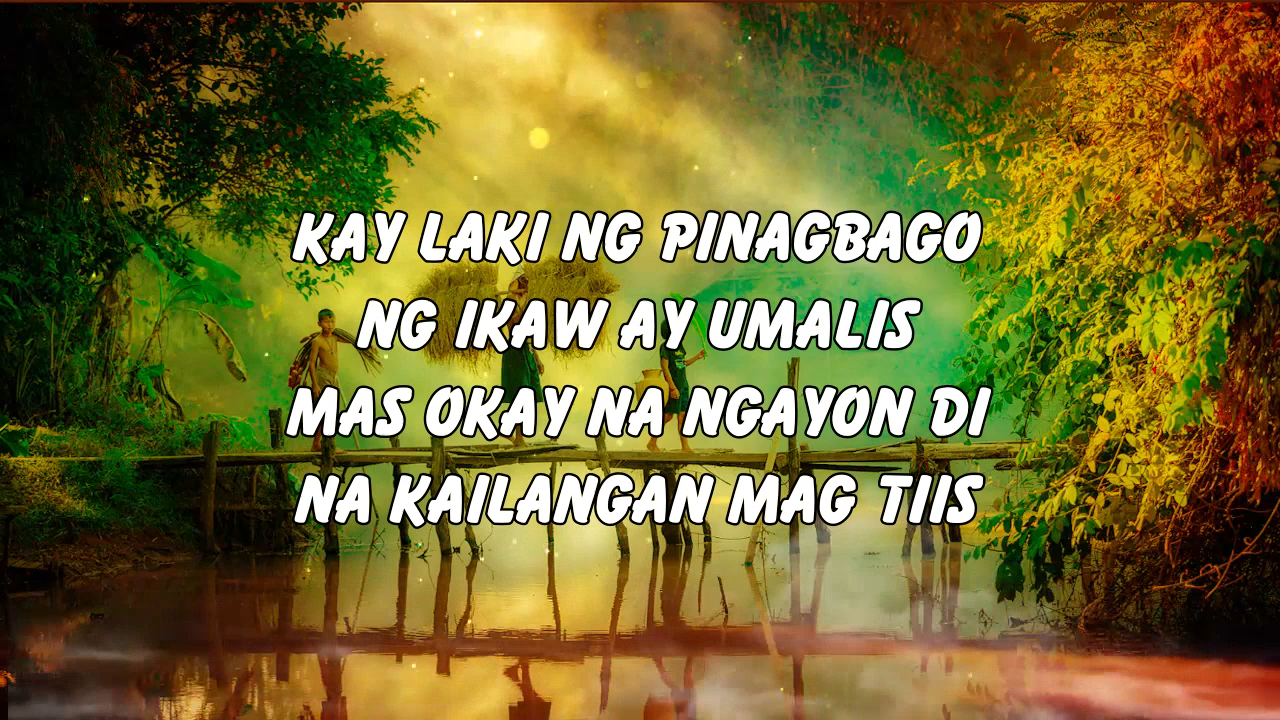 KAY LAKI NG PINAGBAGO
NG IKAW AY UMALIS
MAS OKAY NA NGAYON DI
NA KAILANGAN MAG TIIS